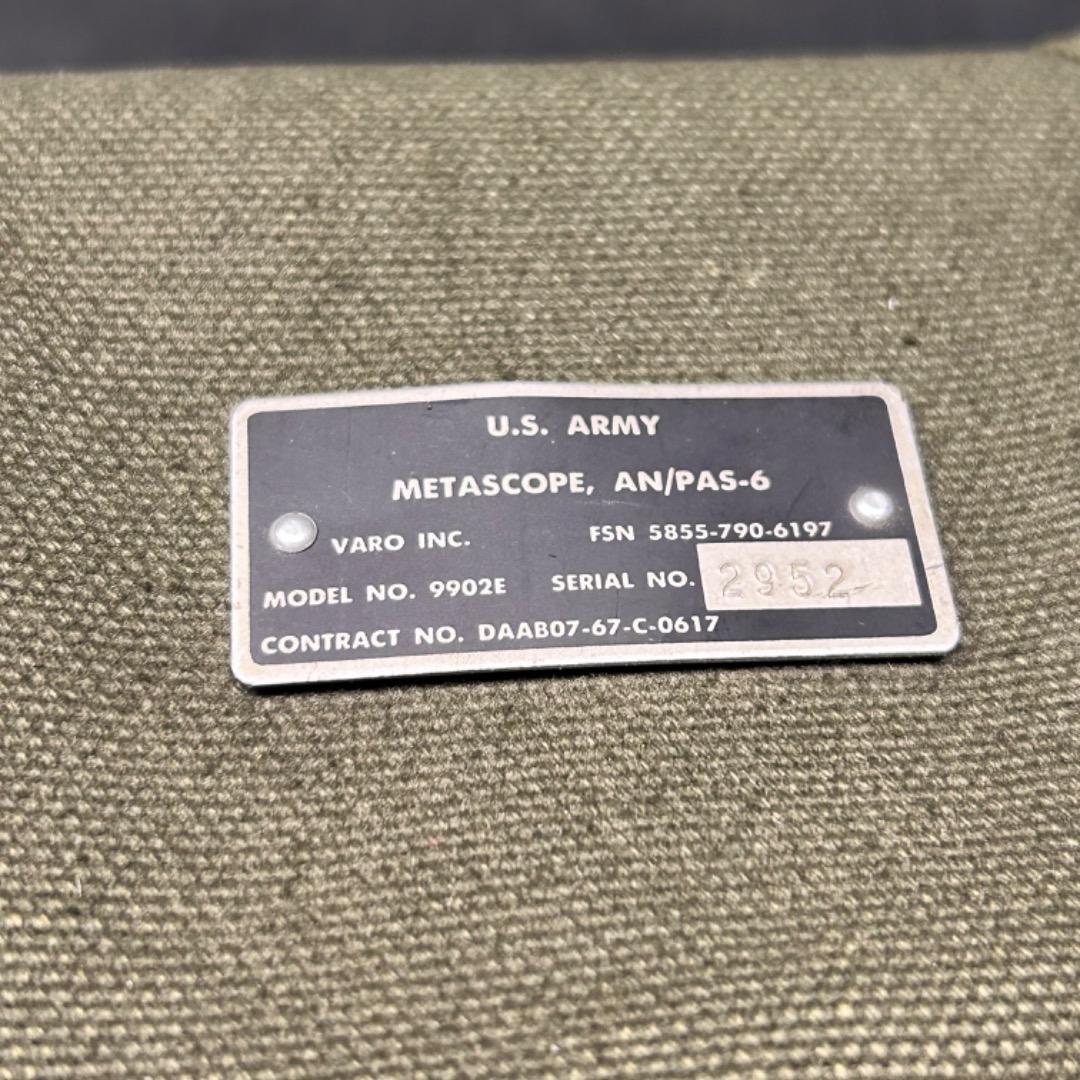 U.S. ARMY
METASCOPE, AN/PAS-6
VARO INC. FSN 5855-790-6197
MODEL NO. 9902E SERIAL NO. 2952
CONTRACT NO. DAAB07-67-C-0617